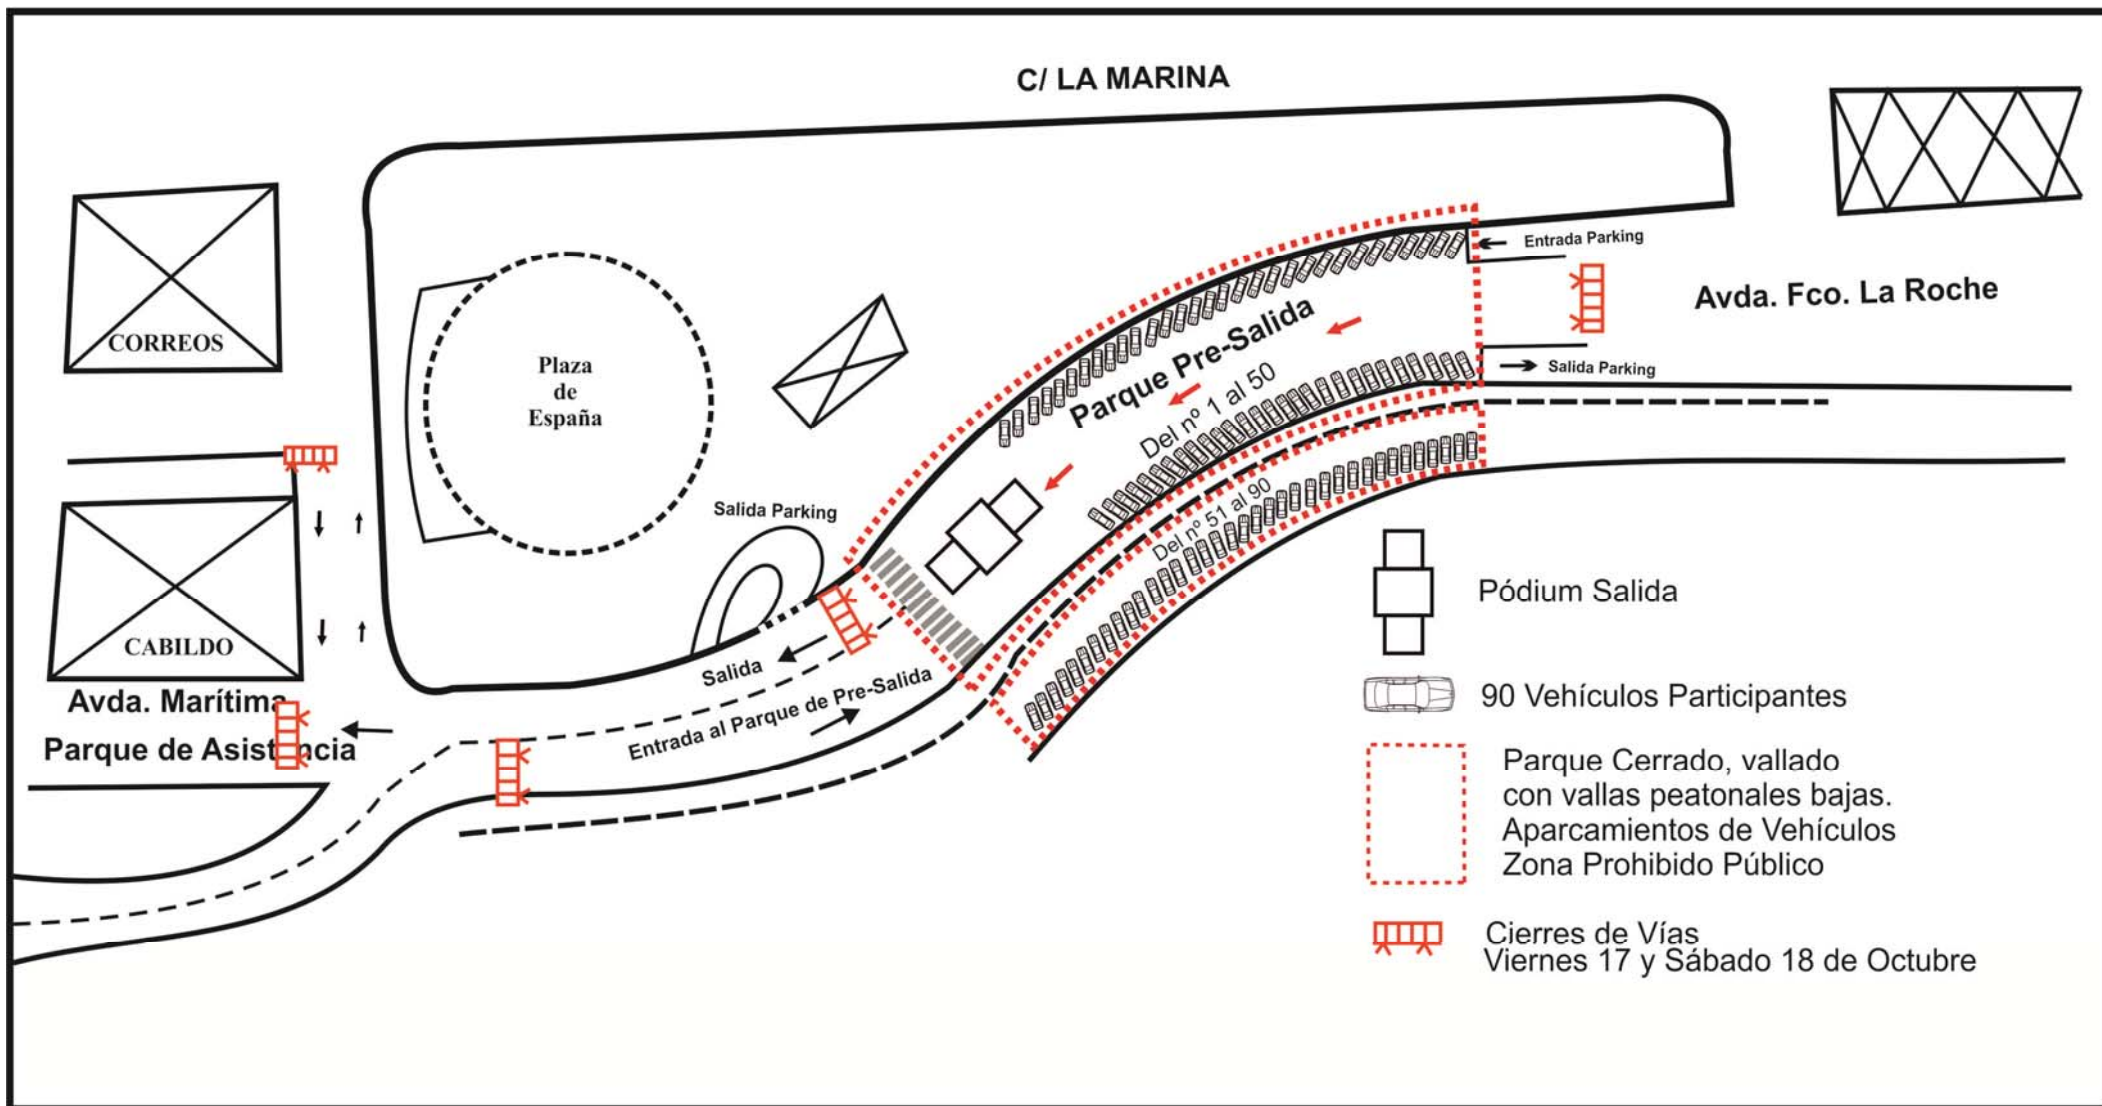 C/ LA MARINA
Entrada Parking
Avda. Fco. La Roche
Salida Parking
CORREOS
Plaza
de
España
Parque Pre-Salida
Del nº 1 al 50
Del nº 51 al 90
Salida Parking
CABILDO
Salida
Entrada al Parque de Pre-Salida
Avda. Marítima
Parque de Asistencia
Pódium Salida
90 Vehículos Participantes
Parque Cerrado, vallado
con vallas peatonales bajas.
Aparcamientos de Vehículos
Zona Prohibido Público
Cierres de Vías
Viernes 17 y Sábado 18 de Octubre